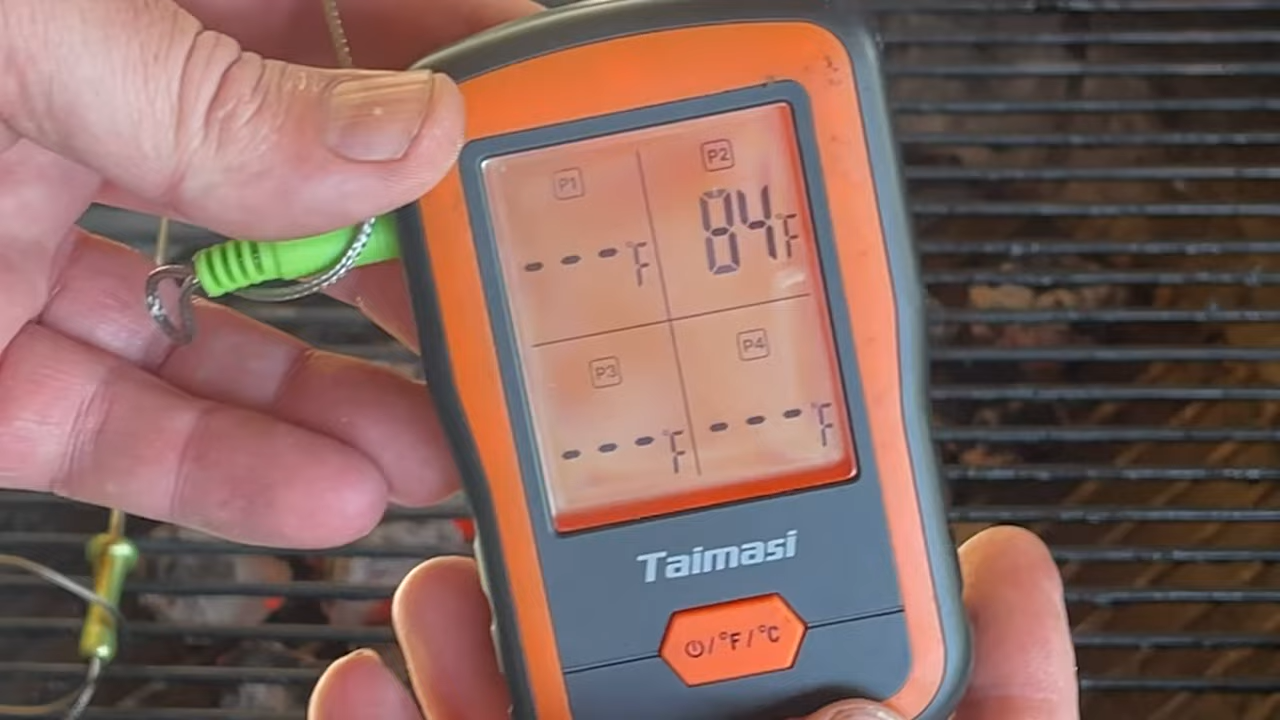 P1
- - - °F
P2
84°F
P3
- - - °F
P4
- - - °F
Taimasi
⏻/°F/°C